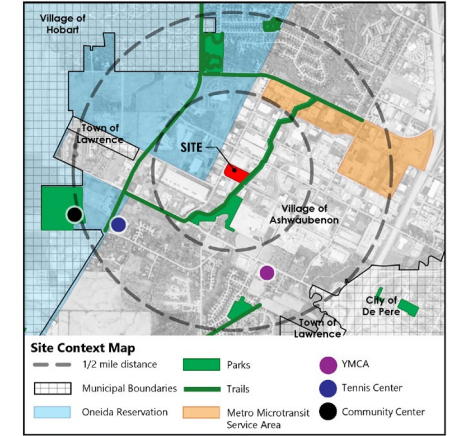 Village of
Hobart
Town of
Lawrence
SITE
Village of
Ashwaubenon
City of
De Pere
Town of
Lawrence
Site Context Map
1/2 mile distance
Parks
YMCA
Municipal Boundaries
Trails
Tennis Center
Oneida Reservation
Metro Microtransit
Service Area
Community Center